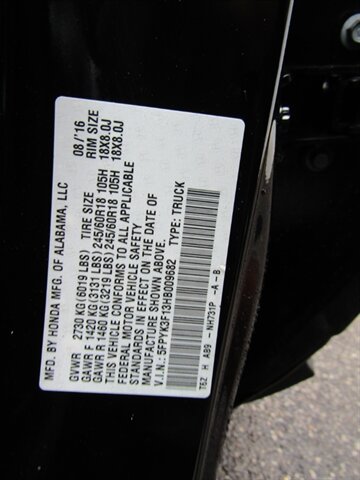 MFD. BY HONDA MFG. OF ALABAMA, LLC 08/'16
GVWR 2730 KG (6019 LBS) TIRE SIZE RIM SIZE
GAWR F 1420 KG (3131 LBS) 245/60R18 105H 18X8.0J
GAWR R 1460 KG (3219 LBS) 245/60R18 105H 18X8.0J
THIS VEHICLE CONFORMS TO ALL APPLICABLE
FEDERAL MOTOR VEHICLE SAFETY
STANDARDS IN EFFECT ON THE DATE OF
MANUFACTURE SHOWN ABOVE.
V.I.N.: 5FPYK3F13HB009682 TYPE: TRUCK
T6Z H ABS -NH731P -A -B